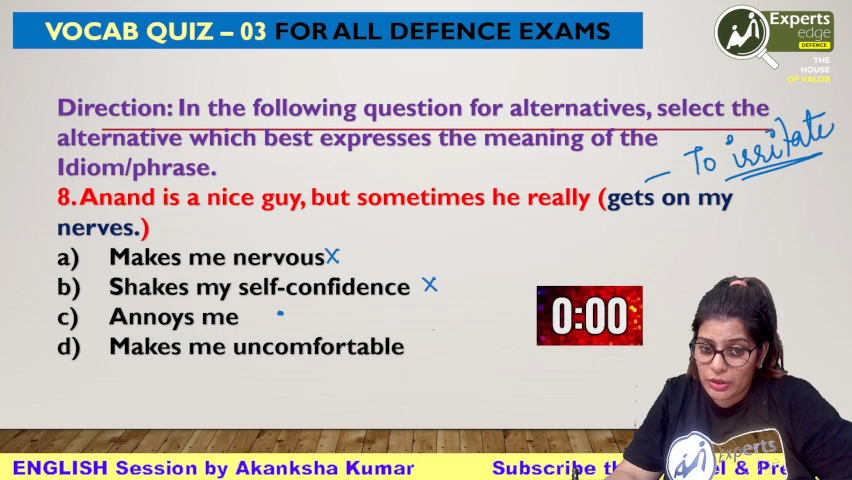 VOCAB QUIZ – 03 FOR ALL DEFENCE EXAMS
Experts
edge
DEFENCE
THE
HOUSE
OF VALOR
Direction: In the following question for alternatives, select the
alternative which best expresses the meaning of the
Idiom/phrase.
– To irritate
8. Anand is a nice guy, but sometimes he really (gets on my
nerves.)
a) Makes me nervous x
b) Shakes my self-confidence x
c) Annoys me
d) Makes me uncomfortable
0:00
Experts
ENGLISH Session by Akanksha Kumar
Subscribe & Pre